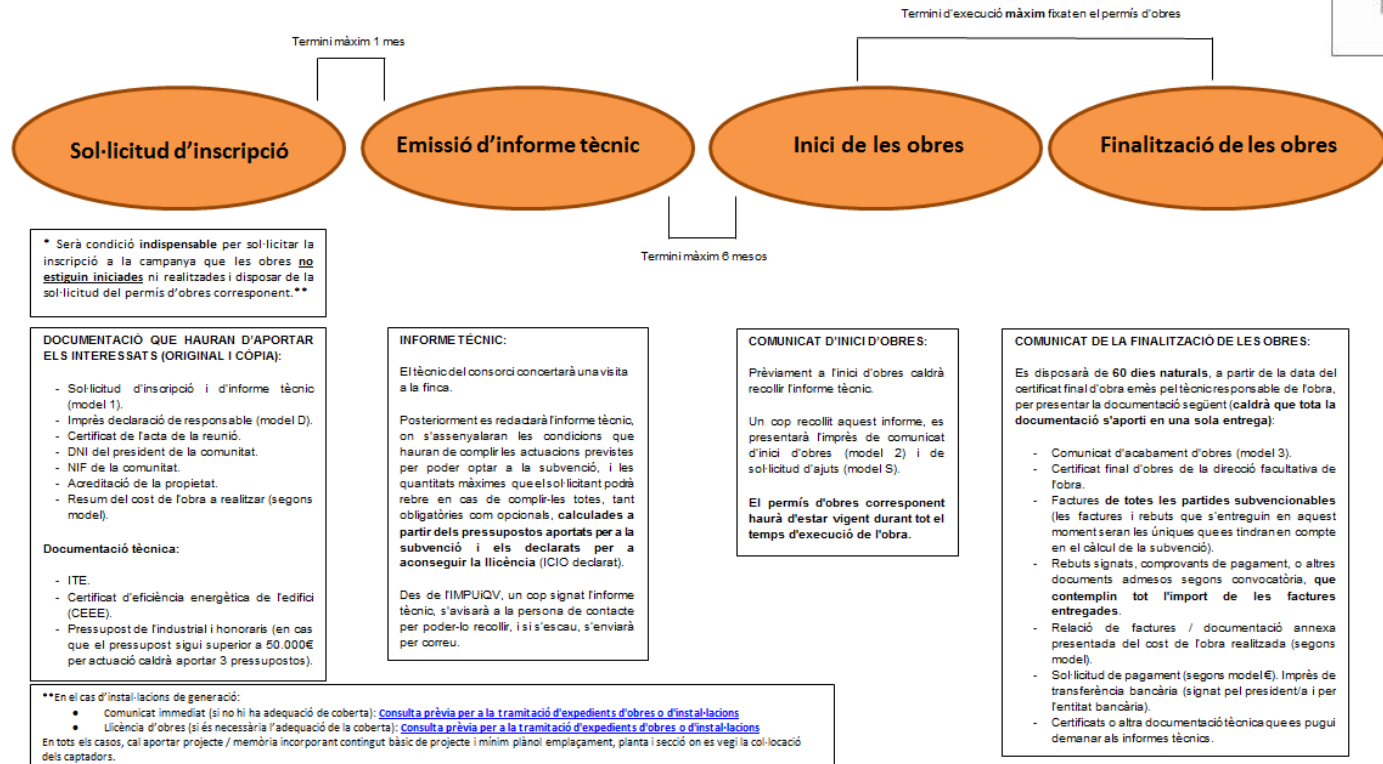 Termini d'execució màxim fixat en el permís d'obres
Termini màxim 1 mes
Sol·licitud d'inscripció
Emissió d'informe tècnic
Inici de les obres
Finalització de les obres
Termini màxim 6 mesos
* Serà condició indispensable per sol·licitar la
inscripció a la campanya que les obres no
estiguin iniciades ni realitzades i disposar de la
sol·licitud del permís d'obres corresponent.**
DOCUMENTACIÓ QUE HAURAN D'APORTAR
ELS INTERESSATS (ORIGINAL I CÒPIA):
- Sol·licitud d'inscripció i d'informe tècnic
(model 1).
- Imprès declaració de responsable (model D).
- Certificat de l'acta de la reunió.
- DNI del president de la comunitat.
- NIF de la comunitat.
- Acreditació de la propietat.
- Resum del cost de l'obra a realitzar (segons
model).
Documentació tècnica:
- ITE.
- Certificat d'eficiència energètica de l'edifici
(CEEE).
- Pressupost de l'industrial i honoraris (en cas
que el pressupost sigui superior a 50.000€
per actuació caldrà aportar 3 pressupostos).
INFORME TÈCNIC:
El tècnic del consorci concertarà una visita
a la finca.
Posteriorment es redactarà l'informe tècnic,
on s'assenyalaran les condicions que
hauran de complir les actuacions previstes
per poder optar a la subvenció, i les
quantitats màximes que el sol·licitant podrà
rebre en cas de complir-les totes, tant
obligatòries com opcionals, calculades a
partir dels pressupostos aportats per a la
subvenció i els declarats per a
aconseguir la llicència (ICIO declarat).
Des de l'IMPUiQV, un cop signat l'informe
tècnic, s'avisarà a la persona de contacte
per poder-lo recollir, i si s'escau, s'enviarà
per correu.
COMUNICAT D'INICI D'OBRES:
Prèviament a l'inici d'obres caldrà
recollir l'informe tècnic.
Un cop recollit aquest informe, es
presentarà l'imprès de comunicat
d'inici d'obres (model 2) i de
sol·licitud d'ajuts (model S).
El permís d'obres corresponent
haurà d'estar vigent durant tot el
temps d'execució de l'obra.
COMUNICAT DE LA FINALITZACIÓ DE LES OBRES:
Es disposarà de 60 dies naturals, a partir de la data del
certificat final d'obra emès pel tècnic responsable de l'obra,
per presentar la documentació següent (caldrà que tota la
documentació s'aporti en una sola entrega):
- Comunicat d'acabament d'obres (model 3).
- Certificat final d'obres de la direcció facultativa de
l'obra.
- Factures de totes les partides subvencionables
(les factures i rebuts que s'entreguin en aquest
moment seran les úniques que es tindran en compte
en el càlcul de la subvenció).
- Rebuts signats, comprovants de pagament, o altres
documents admesos segons convocatòria, que
contemplin tot l'import de les factures
entregades.
- Relació de factures / documentació annexa
presentada del cost de l'obra realitzada (segons
model).
- Sol·licitud de pagament (segons model €). Imprès de
transferència bancària (signat pel president/a i per
l'entitat bancària).
- Certificats o altra documentació tècnica que es pugui
demanar als informes tècnics.
**En el cas d'instal·lacions de generació:
• Comunicat immediat (si no hi ha adequació de coberta): Consulta prèvia per a la tramitació d'expedients d'obres o d'instal·lacions
• Llicència d'obres (si és necessària l'adequació de la coberta): Consulta prèvia per a la tramitació d'expedients d'obres o d'instal·lacions
En tots els casos, cal aportar projecte / memòria incorporant contingut bàsic de projecte i mínim plànol emplaçament, planta i secció on es vegi la col·locació
dels captadors.